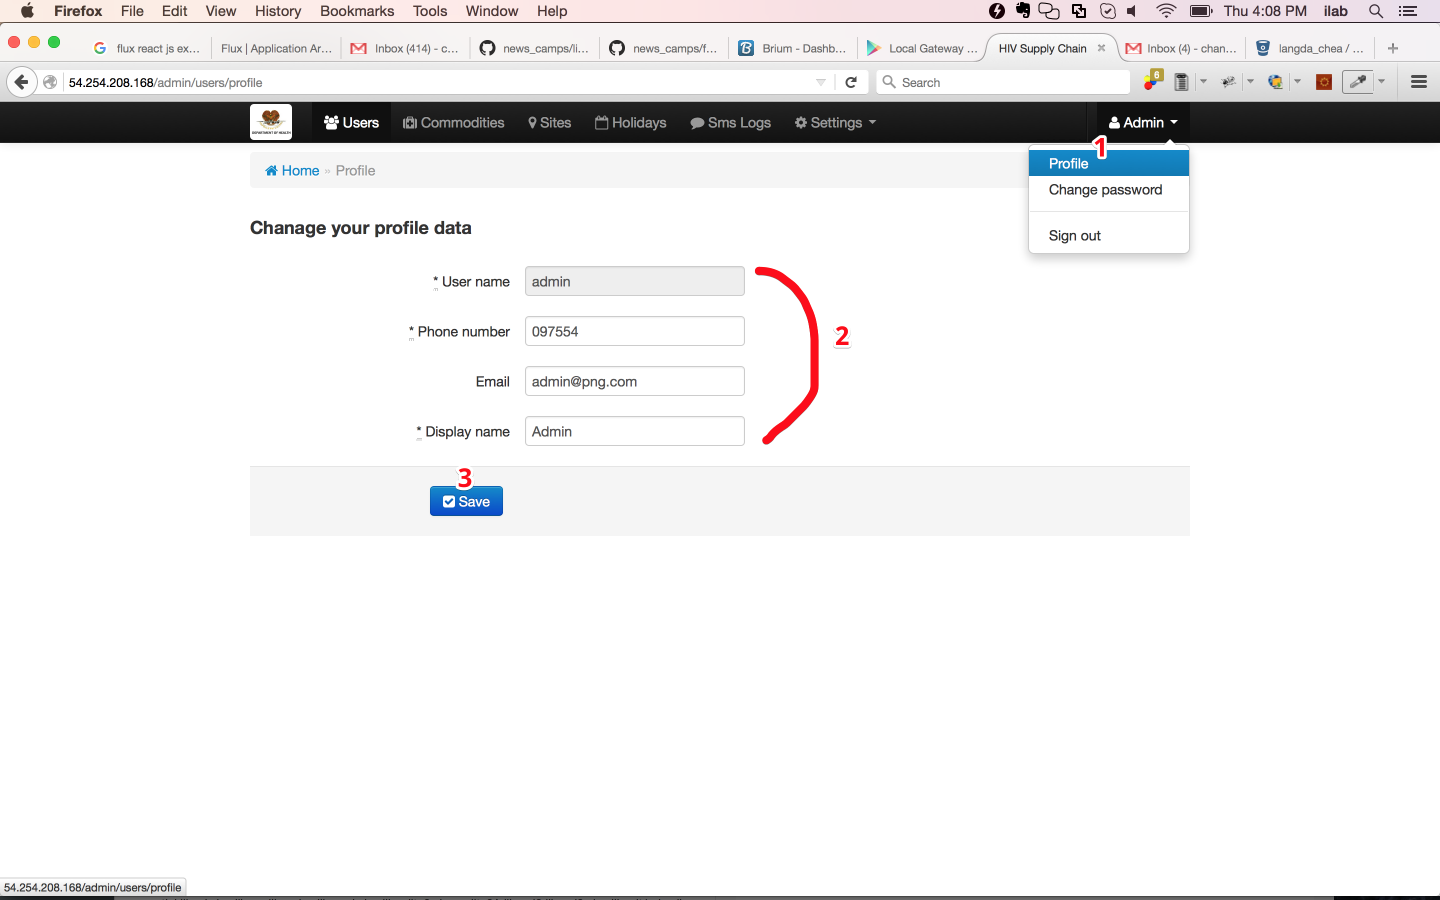 Firefox File Edit View History Bookmarks Tools Window Help Thu 4:08 PM ilab
flux react js ex... Flux | Application Ar... Inbox (414) - c... news_camps/li... news_camps/f... Brium - Dashb... Local Gateway ... HIV Supply Chain Inbox (4) - chan... langda_chea / ...
54.254.208.168/admin/users/profile Search 6
DEPARTMENT OF HEALTH Users Commodities Sites Holidays Sms Logs Settings Admin
1
Home » Profile
Profile
Change password
Sign out
Chanage your profile data
* User name admin
* Phone number 097554
2
Email admin@png.com
* Display name Admin
3
Save
54.254.208.168/admin/users/profile